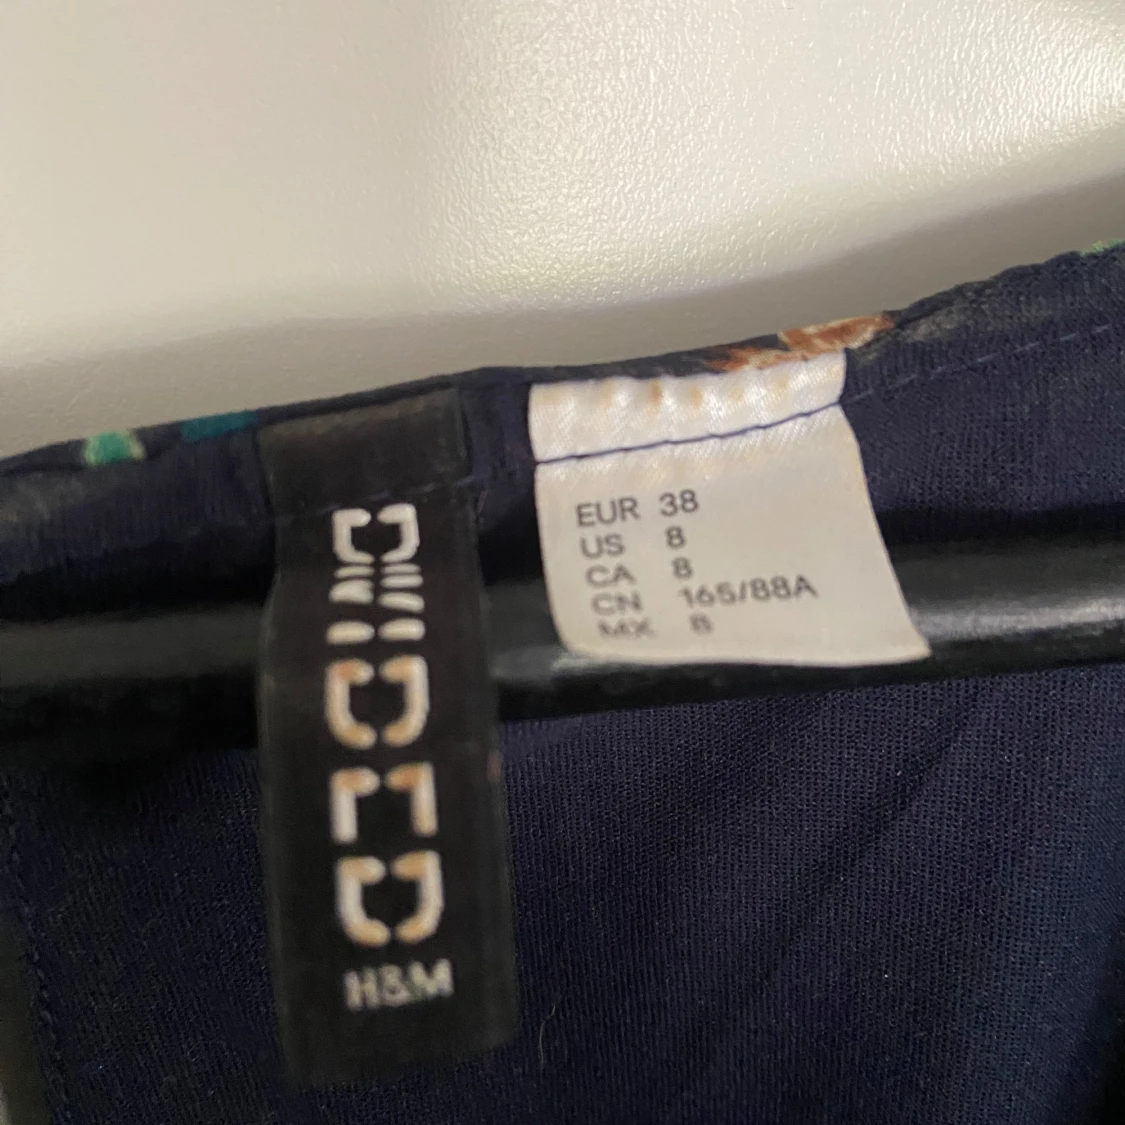 DIVIDED
H&M
EUR 38
US 8
CA 8
CN 165/88A
MX 8